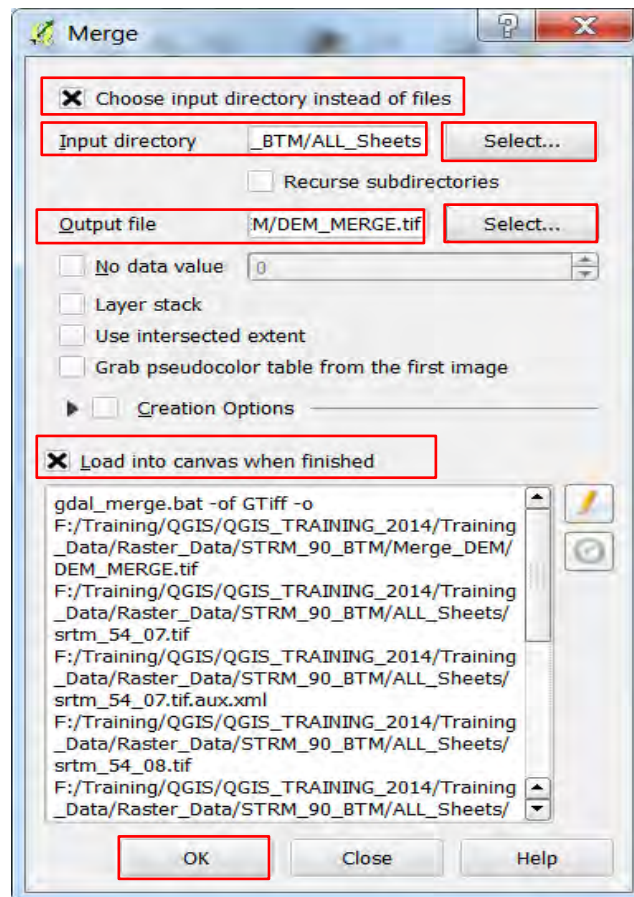 Merge
Choose input directory instead of files
Input directory _BTM/ALL_Sheets Select...
Recurse subdirectories
Output file M/DEM_MERGE.tif Select...
No data value 0
Layer stack
Use intersected extent
Grab pseudocolor table from the first image
Creation Options
Load into canvas when finished
gdal_merge.bat -of GTiff -o
F:/Training/QGIS/QGIS_TRAINING_2014/Training
_Data/Raster_Data/STRM_90_BTM/Merge_DEM/
DEM_MERGE.tif
F:/Training/QGIS/QGIS_TRAINING_2014/Training
_Data/Raster_Data/STRM_90_BTM/ALL_Sheets/
srtm_54_07.tif
F:/Training/QGIS/QGIS_TRAINING_2014/Training
_Data/Raster_Data/STRM_90_BTM/ALL_Sheets/
srtm_54_07.tif.aux.xml
F:/Training/QGIS/QGIS_TRAINING_2014/Training
_Data/Raster_Data/STRM_90_BTM/ALL_Sheets/
srtm_54_08.tif
F:/Training/QGIS/QGIS_TRAINING_2014/Training
_Data/Raster_Data/STRM_90_BTM/ALL_Sheets/
OK Close Help